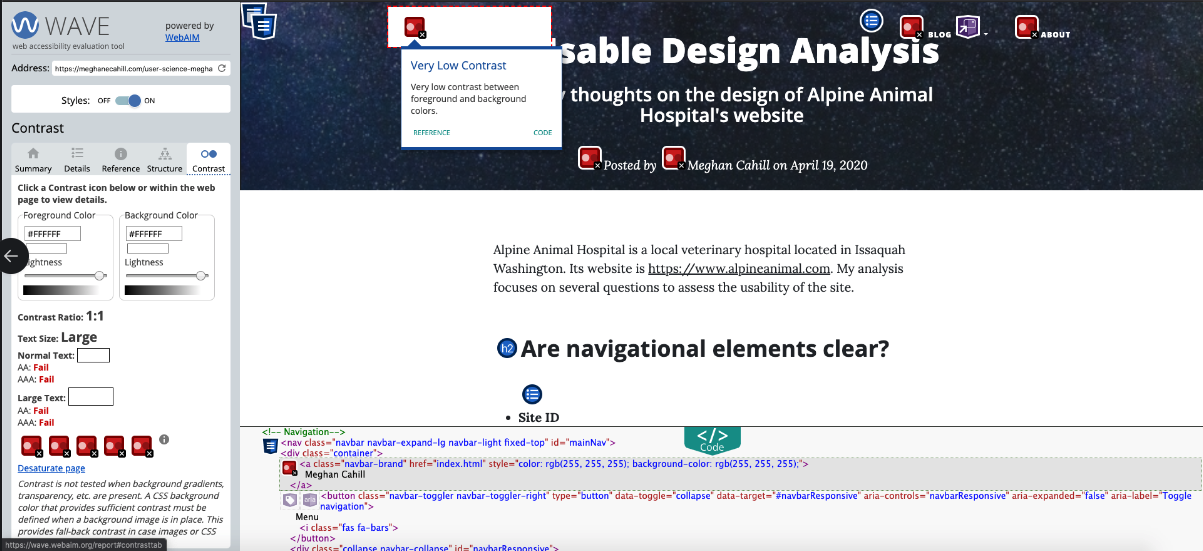 WAVE
web accessibility evaluation tool
powered by
WebAIM
Address: https://meghanecahill.com/user-science-megha
Styles: OFF ON
Contrast
Summary Details Reference Structure Contrast
Click a Contrast icon below or within the web
page to view details.
Foreground Color Background Color
#FFFFFF #FFFFFF
ightness Lightness
Contrast Ratio: 1:1
Text Size: Large
Normal Text:
AA: Fail
AAA: Fail
Large Text:
AA: Fail
AAA: Fail
Desaturate page
Contrast is not tested when background gradients,
transparency, etc. are present. A CSS background
color that provides sufficient contrast must be
defined when a background image is in place. This
provides fall-back contrast in case images or CSS
https://wave.webaim.org/report#contrasttab
BLOG ABOUT
sable Design Analysis
Very Low Contrast
Very low contrast between
foreground and background
colors.
REFERENCE CODE
y thoughts on the design of Alpine Animal
Hospital's website
Posted by Meghan Cahill on April 19, 2020
Alpine Animal Hospital is a local veterinary hospital located in Issaquah
Washington. Its website is https://www.alpineanimal.com. My analysis
focuses on several questions to assess the usability of the site.
h2 Are navigational elements clear?
• Site ID
</>
Code
<!-- Navigation-->
<nav class="navbar navbar-expand-lg navbar-light fixed-top" id="mainNav">
<div class="container">
<a class="navbar-brand" href="index.html" style="color: rgb(255, 255, 255); background-color: rgb(255, 255, 255);">
Meghan Cahill
</a>
aria <button class="navbar-toggler navbar-toggler-right" type="button" data-toggle="collapse" data-target="#navbarResponsive" aria-controls="navbarResponsive" aria-expanded="false" aria-label="Toggle
navigation">
Menu
<i class="fas fa-bars">
</button>
<div class="collapse navbar-collapse" id="navbarResponsive">